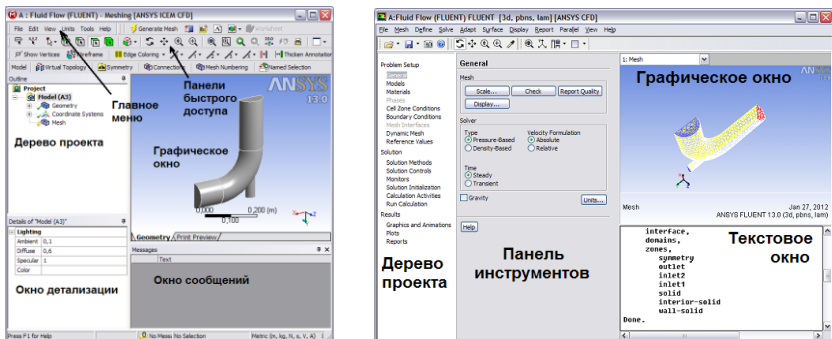 A : Fluid Flow (FLUENT) - Meshing [ANSYS ICEM CFD]
File Edit View Units Tools Help
Generate Mesh
Worksheet
Show Vertices
Wireframe
Edge Coloring
Thicken Annotation
Model
Virtual Topology
Symmetry
Connections
Mesh Numbering
Named Selection
Outline
Project
Model (A3)
Geometry
Coordinate Systems
Mesh
Главное
меню
Панели
быстрого
доступа
ANSYS
13.0
Дерево проекта
Графическое
окно
0,000
0,200 (m)
0,100
Details of "Model (A3)"
Lighting
Ambient 0,1
Diffuse 0,6
Specular 1
Color
Окно детализации
Geometry Print Preview
Messages
Text
Окно сообщений
Press F1 for Help
No Messa
No Selection
Metric (m, kg, N, s, V, A)
A:Fluid Flow (FLUENT) FLUENT [3d, pbns, lam] [ANSYS CFD]
File Mesh Define Solve Adapt Surface Display Report Parallel View Help
Problem Setup
General
Models
Materials
Phases
Cell Zone Conditions
Boundary Conditions
Mesh Interfaces
Dynamic Mesh
Reference Values
Solution
Solution Methods
Solution Controls
Monitors
Solution Initialization
Calculation Activities
Run Calculation
Results
Graphics and Animations
Plots
Reports
Дерево
проекта
General
Mesh
Scale... Check Report Quality
Display...
Solver
Type
Pressure-Based
Density-Based
Velocity Formulation
Absolute
Relative
Time
Steady
Transient
Gravity
Units...
Help
Панель
инструментов
1: Mesh
Графическое окно
ANSYS
Mesh
Jan 27, 2012
ANSYS FLUENT 13.0 (3d, pbns, lam)
interface,
domains,
zones,
symmetry
outlet
inlet2
inlet1
solid
interior-solid
wall-solid
Done.
Текстовое
окно